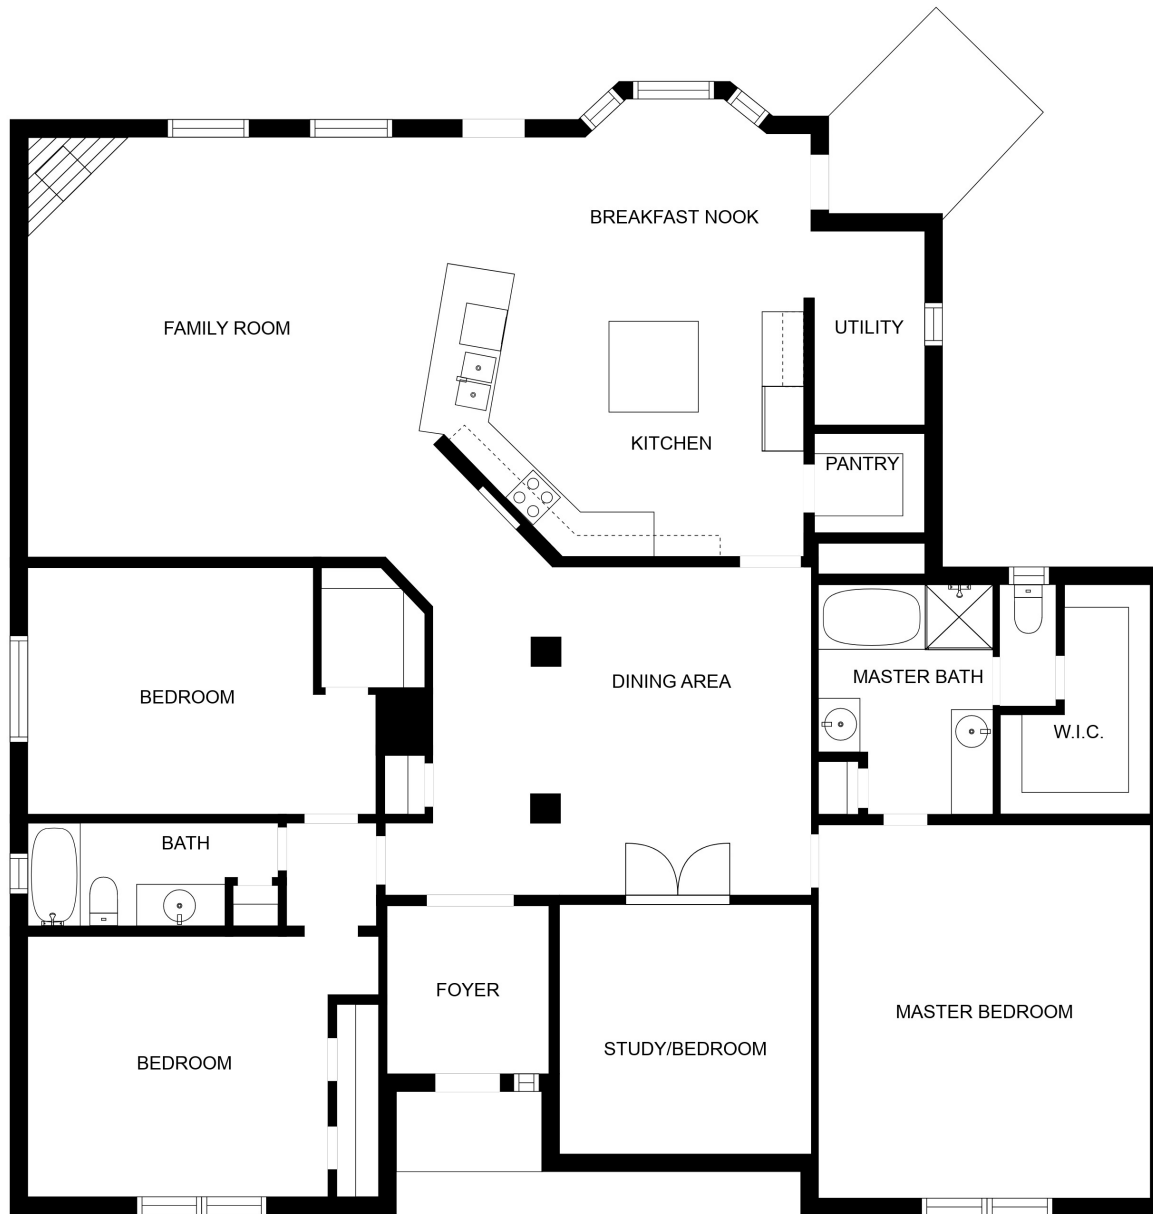 BREAKFAST NOOK
FAMILY ROOM
UTILITY
KITCHEN
PANTRY
MASTER BATH
DINING AREA
BEDROOM
W.I.C.
BATH
FOYER
MASTER BEDROOM
STUDY/BEDROOM
BEDROOM